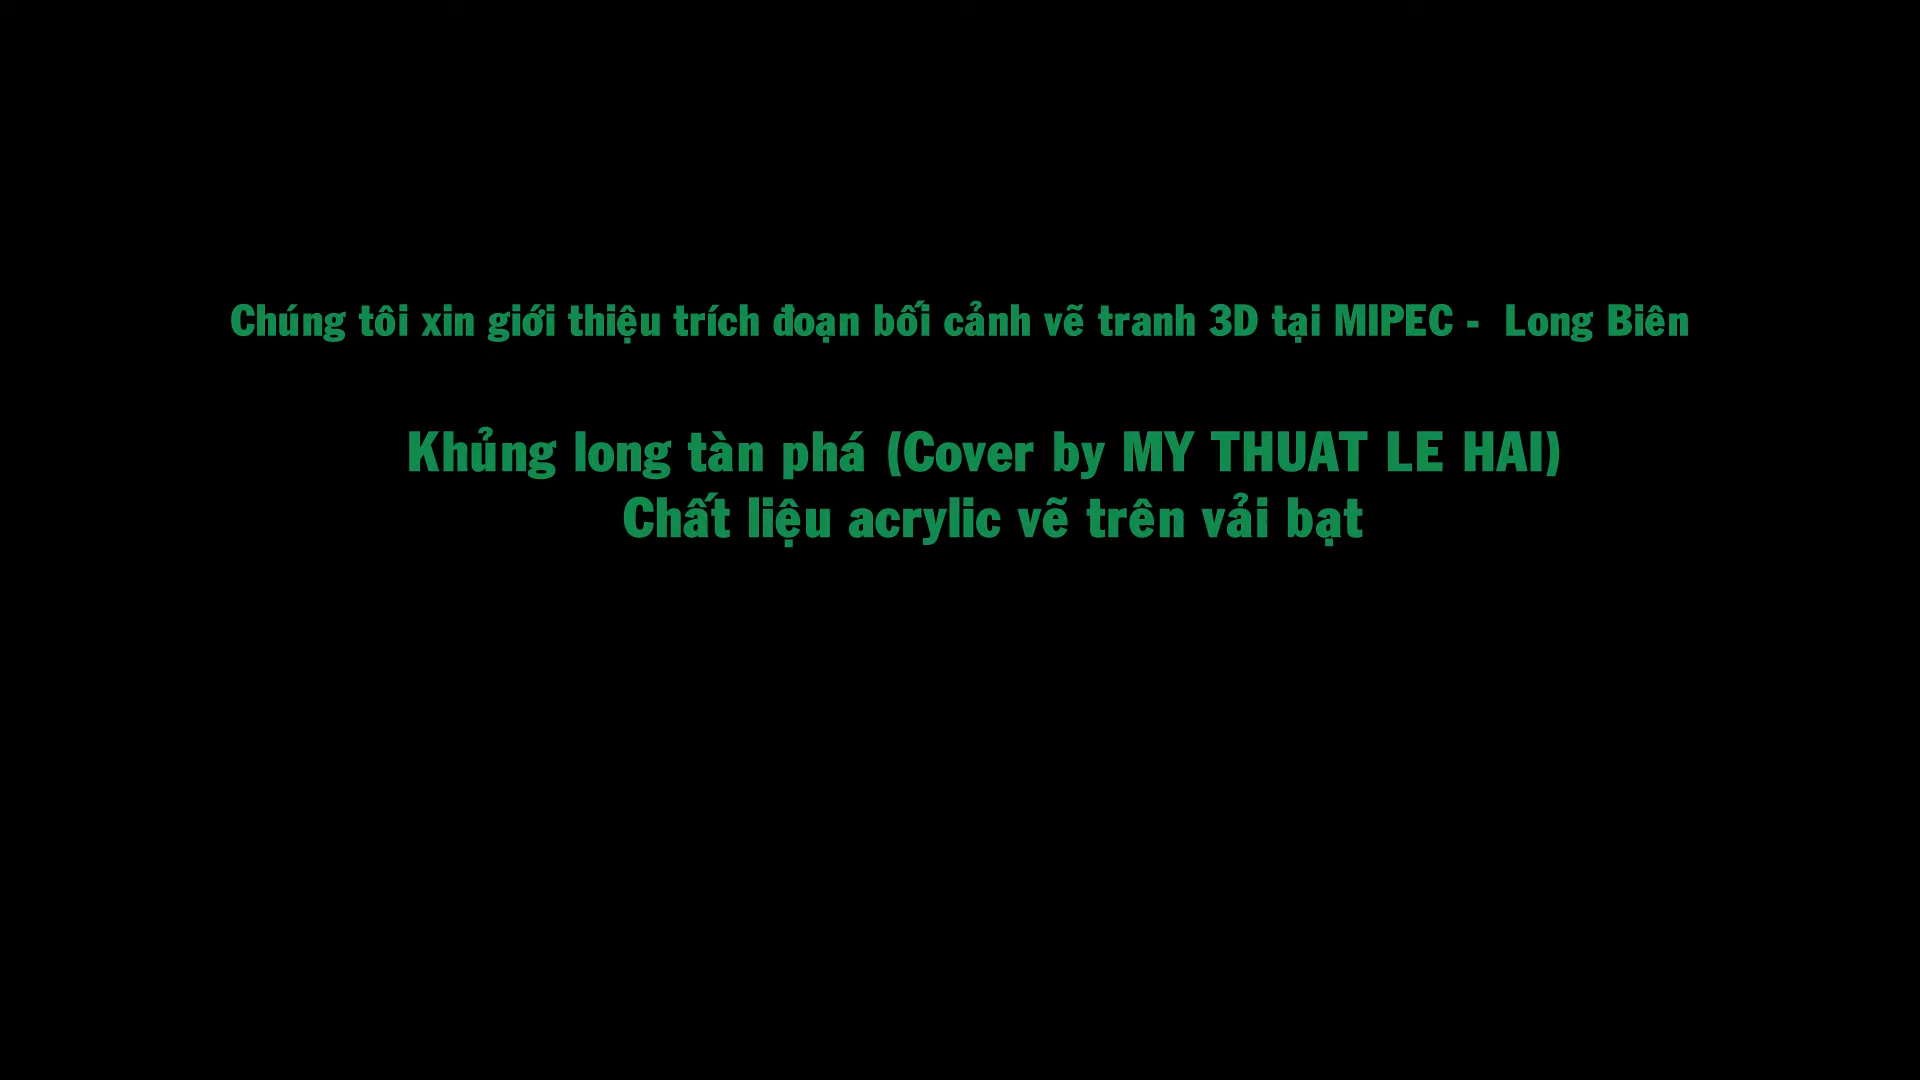 Chúng tôi xin giới thiệu trích đoạn bối cảnh vẽ tranh 3D tại MIPEC - Long Biên
Khủng long tàn phá (Cover by MY THUAT LE HAI)
Chất liệu acrylic vẽ trên vải bạt